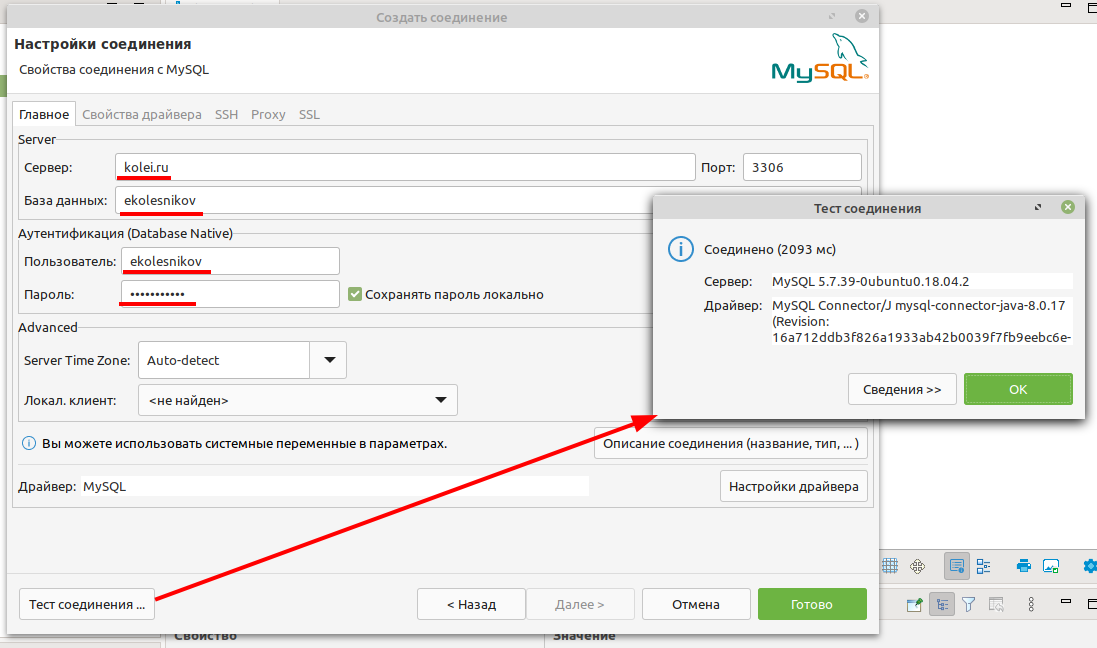 Создать соединение
Настройки соединения
Свойства соединения с MySQL
MySQL®
Главное Свойства драйвера SSH Proxy SSL
Server
Сервер: kolei.ru Порт: 3306
База данных: ekolesnikov
Аутентификация (Database Native)
Пользователь: ekolesnikov
Пароль: •••••••••••
Сохранять пароль локально
Advanced
Server Time Zone: Auto-detect
Локал. клиент: <не найден>
Вы можете использовать системные переменные в параметрах.
Описание соединения (название, тип, ... )
Драйвер: MySQL
Настройки драйвера
Тест соединения ...
< Назад
Далее >
Отмена
Готово
Тест соединения
Соединено (2093 мс)
Сервер: MySQL 5.7.39-0ubuntu0.18.04.2
Драйвер: MySQL Connector/J mysql-connector-java-8.0.17
(Revision:
16a712ddb3f826a1933ab42b0039f7fb9eebc6e-
Сведения >>
OK
Свойство
Значение